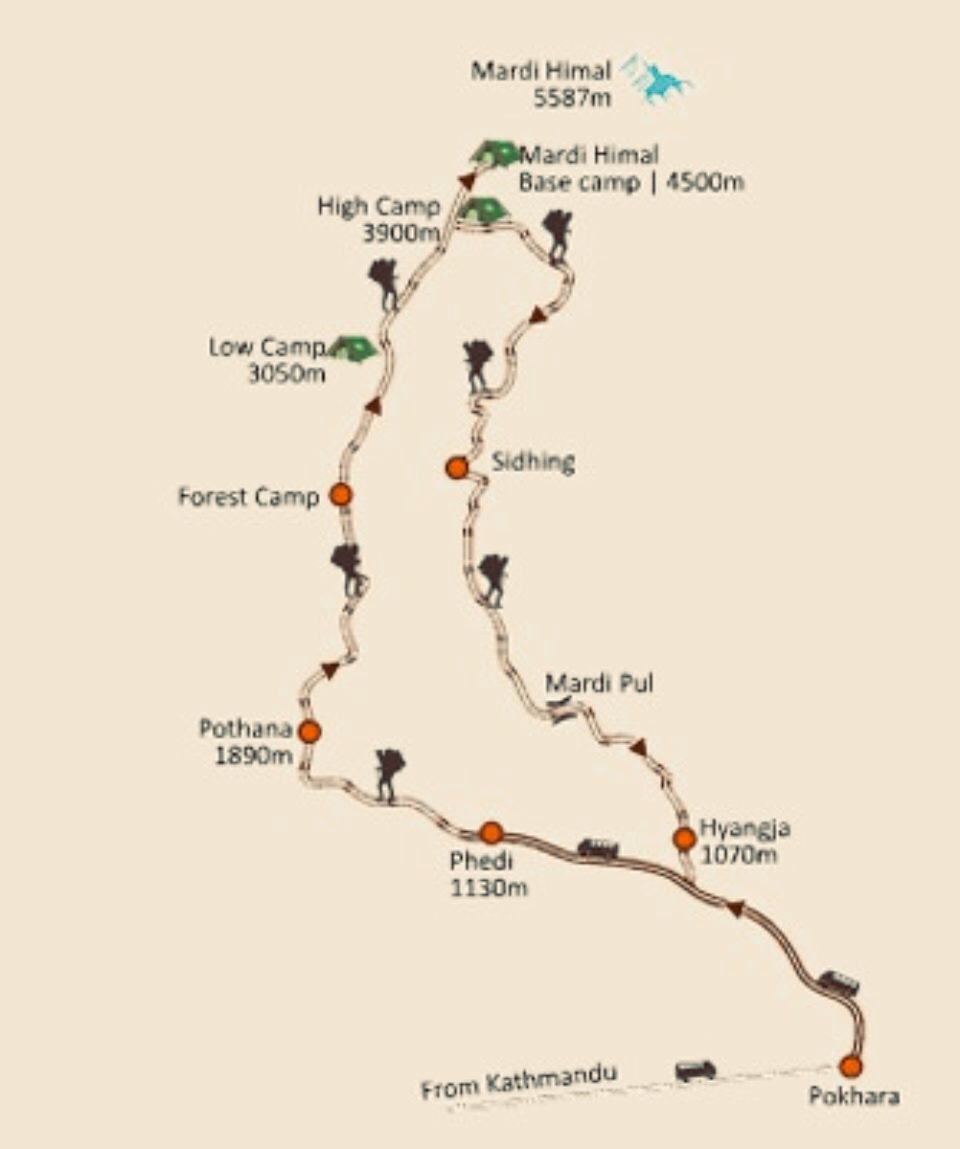 Mardi Himal
5587m
Mardi Himal
Base camp | 4500m
High Camp
3900m
Low Camp
3050m
Sidhing
Forest Camp
Mardi Pul
Pothana
1890m
Hyangja
1070m
Phedi
1130m
From Kathmandu
Pokhara